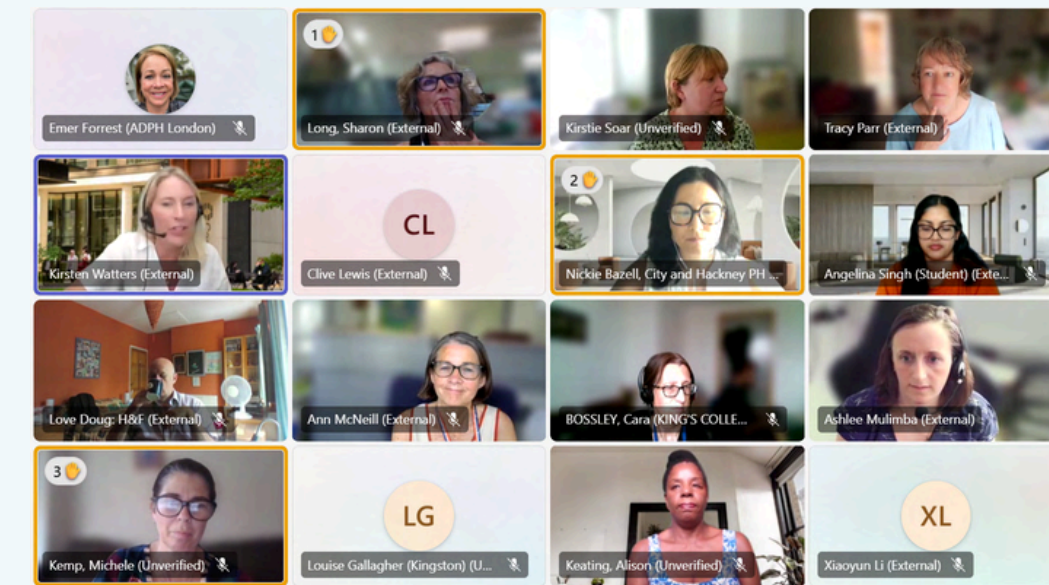 Emer Forrest (ADPH London)
1
Long, Sharon (External)
Kirstie Soar (Unverified)
Tracy Parr (External)
Kirsten Watters (External)
CL
Clive Lewis (External)
2
Nickie Bazell, City and Hackney PH ...
Angelina Singh (Student) (Exte...
Love Doug: H&F (External)
Ann McNeill (External)
BOSSLEY, Cara (KING'S COLLE...
Ashlee Mulimba (External)
3
Kemp, Michele (Unverified)
LG
Louise Gallagher (Kingston) (U...
Keating, Alison (Unverified)
XL
Xiaoyun Li (External)